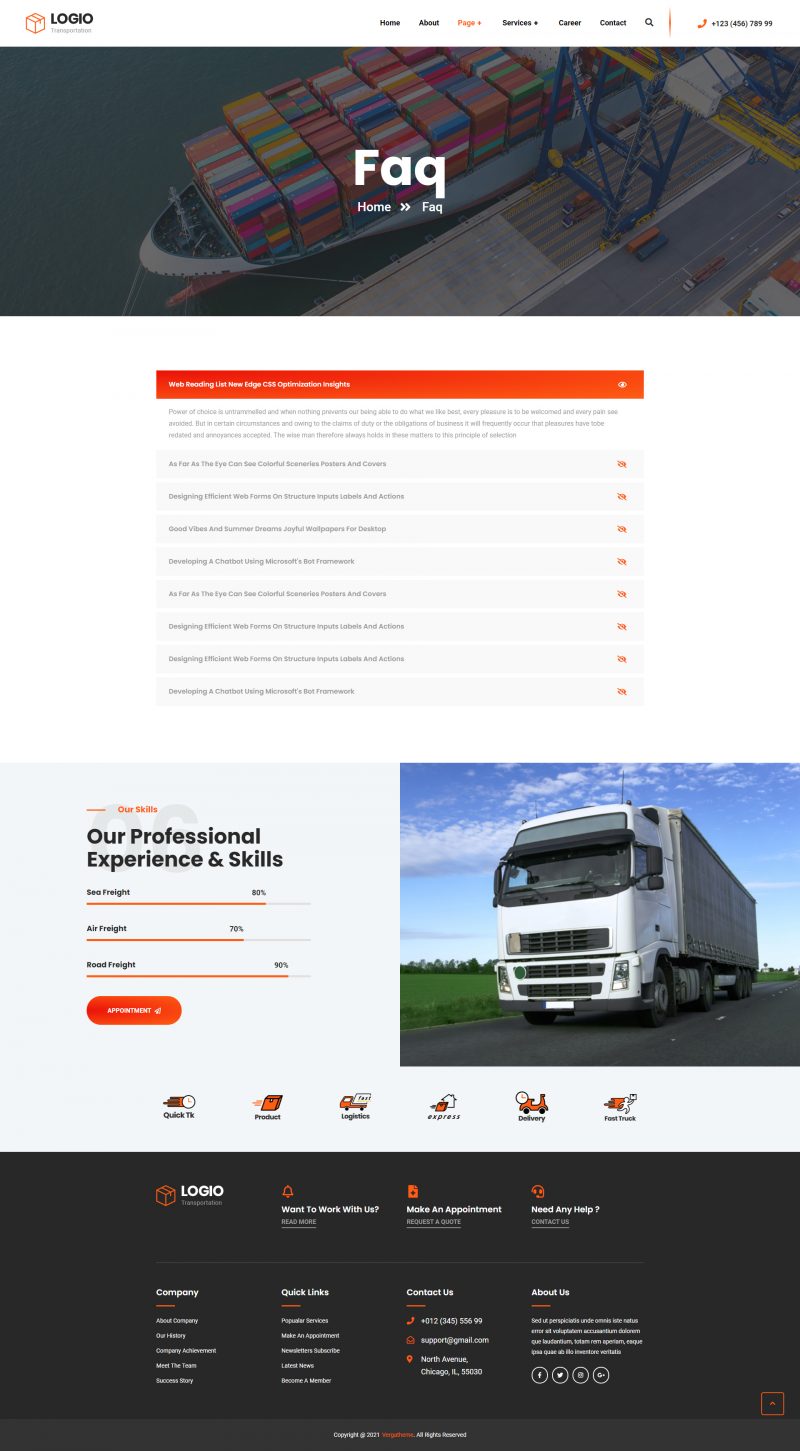 LOGIO
Transportation
Home About Page + Services + Career Contact +123 (456) 789 99
Faq
Home Faq
Web Reading List New Edge CSS Optimization Insights
Power of choice is untrammelled and when nothing prevents our being able to do what we like best, every pleasure is to be welcomed and every pain see
avoided. But in certain circumstances and owing to the claims of duty or the obligations of business it will frequently occur that pleasures have tobe
redated and annoyances accepted. The wise man therefore always holds in these matters to this principle of selection
As Far As The Eye Can See Colorful Sceneries Posters And Covers
Designing Efficient Web Forms On Structure Inputs Labels And Actions
Good Vibes And Summer Dreams Joyful Wallpapers For Desktop
Developing A Chatbot Using Microsoft's Bot Framework
As Far As The Eye Can See Colorful Sceneries Posters And Covers
Designing Efficient Web Forms On Structure Inputs Labels And Actions
Designing Efficient Web Forms On Structure Inputs Labels And Actions
Developing A Chatbot Using Microsoft's Bot Framework
06
Our Skills
Our Professional
Experience & Skills
Sea Freight 80%
Air Freight 70%
Road Freight 90%
APPOINTMENT
Quick Tk
Product
fast
Logistics
express
Delivery
Fast Truck
LOGIO
Transportation
Want To Work With Us?
READ MORE
Make An Appointment
REQUEST A QUOTE
Need Any Help ?
CONTACT US
Company
About Company
Our History
Company Achievement
Meet The Team
Success Story
Quick Links
Popualar Services
Make An Appointment
Newsletters Subscribe
Latest News
Become A Member
Contact Us
+012 (345) 556 99
support@gmail.com
North Avenue,
Chicago, IL, 55030
About Us
Sed ut perspiciatis unde omnis iste natus
error sit voluptatem accusantium dolorem
que laudantium, totam rem aperiam, eaque
ipsa quae ab illo inventore veritatis
Copyright @ 2021 Vergatheme. All Rights Reserved